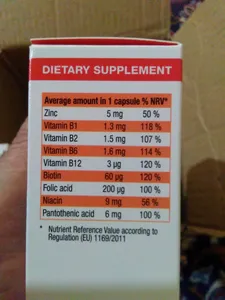 DIETARY SUPPLEMENT
Average amount in 1 capsule % NRV*
Zinc 5 mg 50 %
Vitamin B1 1.3 mg 118 %
Vitamin B2 1.5 mg 107 %
Vitamin B6 1.6 mg 114 %
Vitamin B12 3 µg 120 %
Biotin 60 µg 120 %
Folic acid 200 µg 100 %
Niacin 9 mg 56 %
Pantothenic acid 6 mg 100 %
* Nutrient Reference Value according to
Regulation (EU) 1169/2011